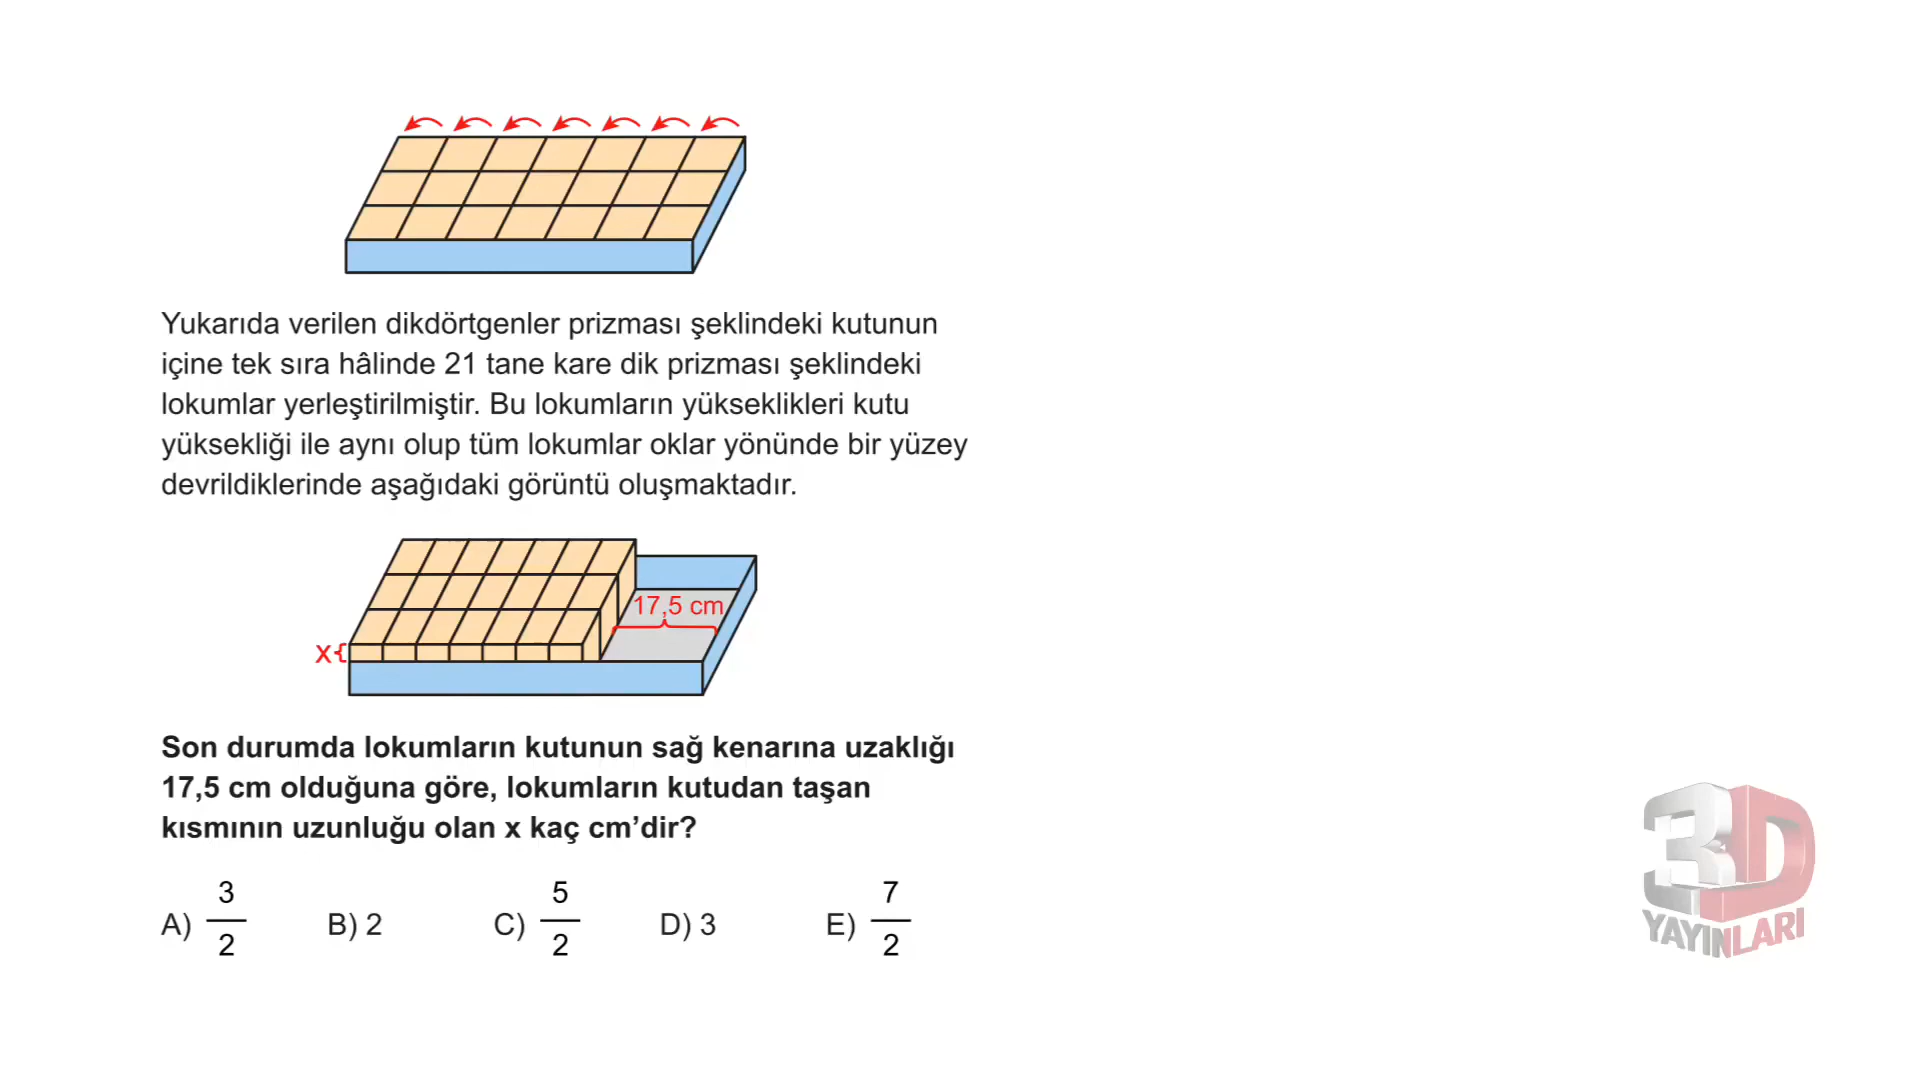 Yukarıda verilen dikdörtgenler prizması şeklindeki kutunun
içine tek sıra hâlinde 21 tane kare dik prizması şeklindeki
lokumlar yerleştirilmiştir. Bu lokumların yükseklikleri kutu
yüksekliği ile aynı olup tüm lokumlar oklar yönünde bir yüzey
devrildiklerinde aşağıdaki görüntü oluşmaktadır.
17,5 cm
x{
Son durumda lokumların kutunun sağ kenarına uzaklığı
17,5 cm olduğuna göre, lokumların kutudan taşan
kısmının uzunluğu olan x kaç cm’dir?
A) 3/2 B) 2 C) 5/2 D) 3 E) 7/2
3D
YAYINLARI